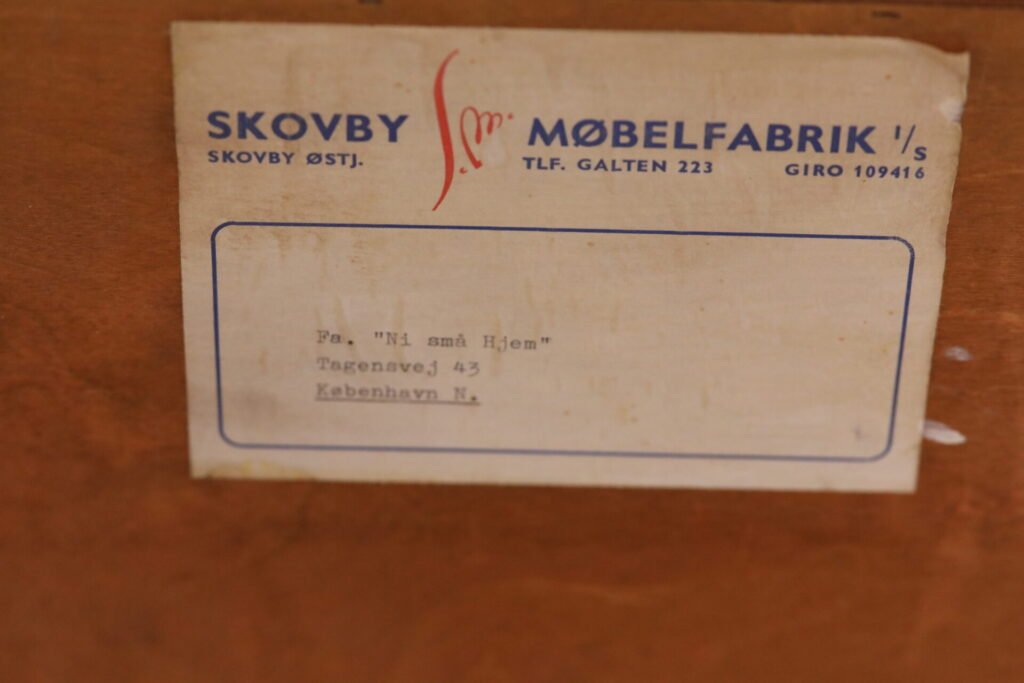 SKOVBY MØBELFABRIK I/S
SKOVBY ØSTJ. TLF. GALTEN 223 GIRO 109416
Fa. "Ni små Hjem"
Tagensvej 43
København N.